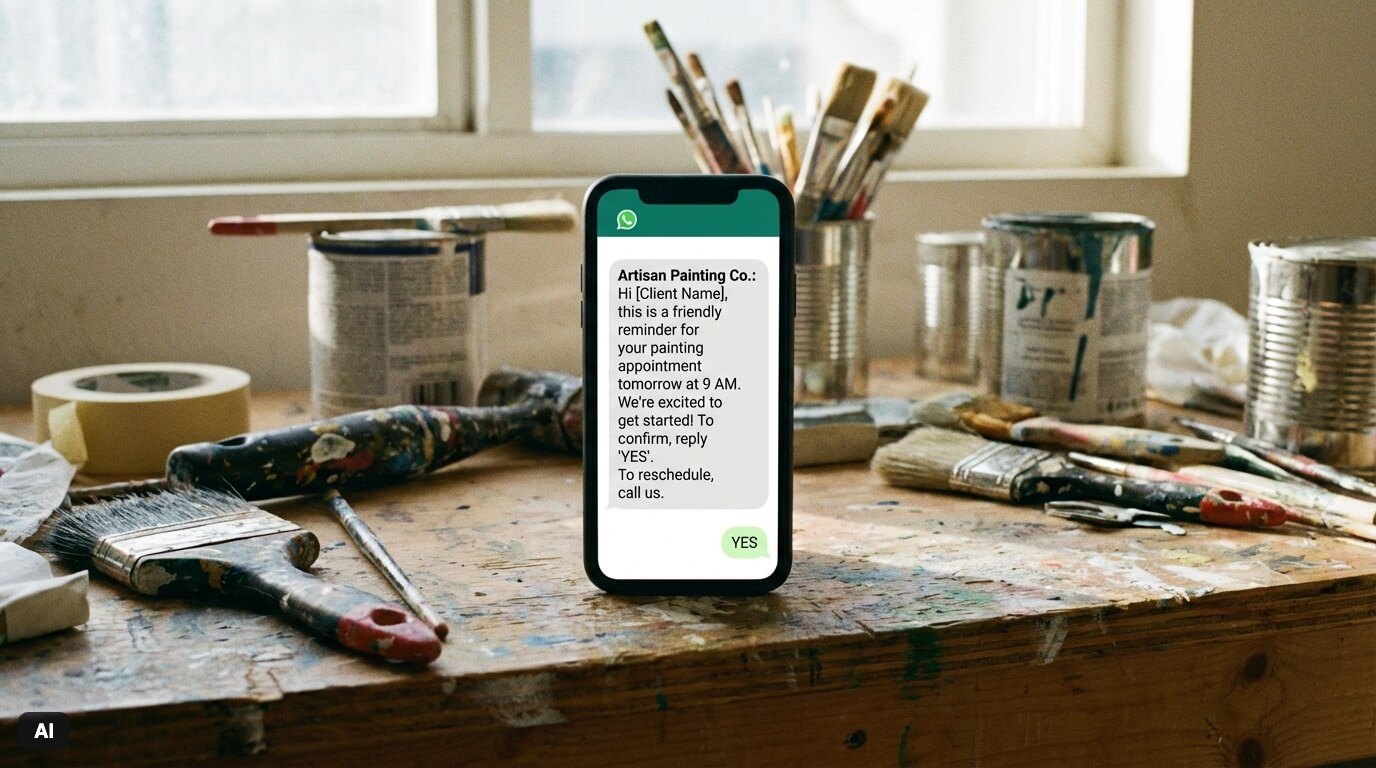 Artisan Painting Co.:
Hi [Client Name],
this is a friendly
reminder for
your painting
appointment
tomorrow at 9 AM.
We're excited to
get started! To
confirm, reply
'YES'.
To reschedule,
call us.
YES
AI